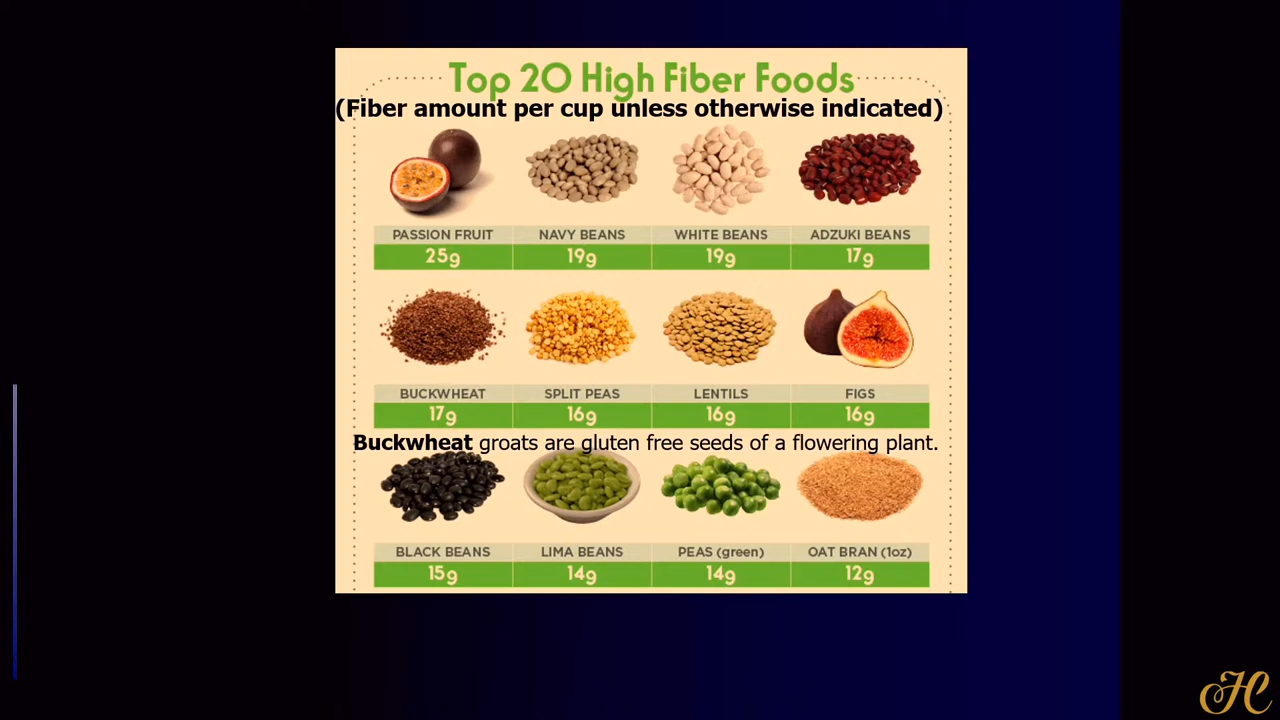 Top 20 High Fiber Foods
(Fiber amount per cup unless otherwise indicated)
PASSION FRUIT NAVY BEANS WHITE BEANS ADZUKI BEANS
25g 19g 19g 17g
BUCKWHEAT SPLIT PEAS LENTILS FIGS
17g 16g 16g 16g
Buckwheat groats are gluten free seeds of a flowering plant.
BLACK BEANS LIMA BEANS PEAS (green) OAT BRAN (1oz)
15g 14g 14g 12g
HC